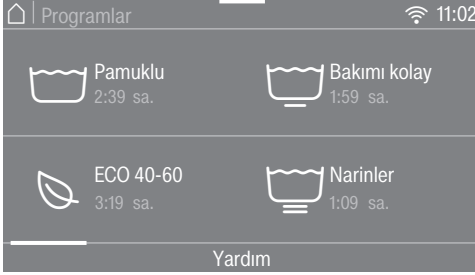 Programlar
11:02
Pamuklu
2:39 sa.
Bakımı kolay
1:59 sa.
ECO 40-60
3:19 sa.
Narinler
1:09 sa.
Yardım